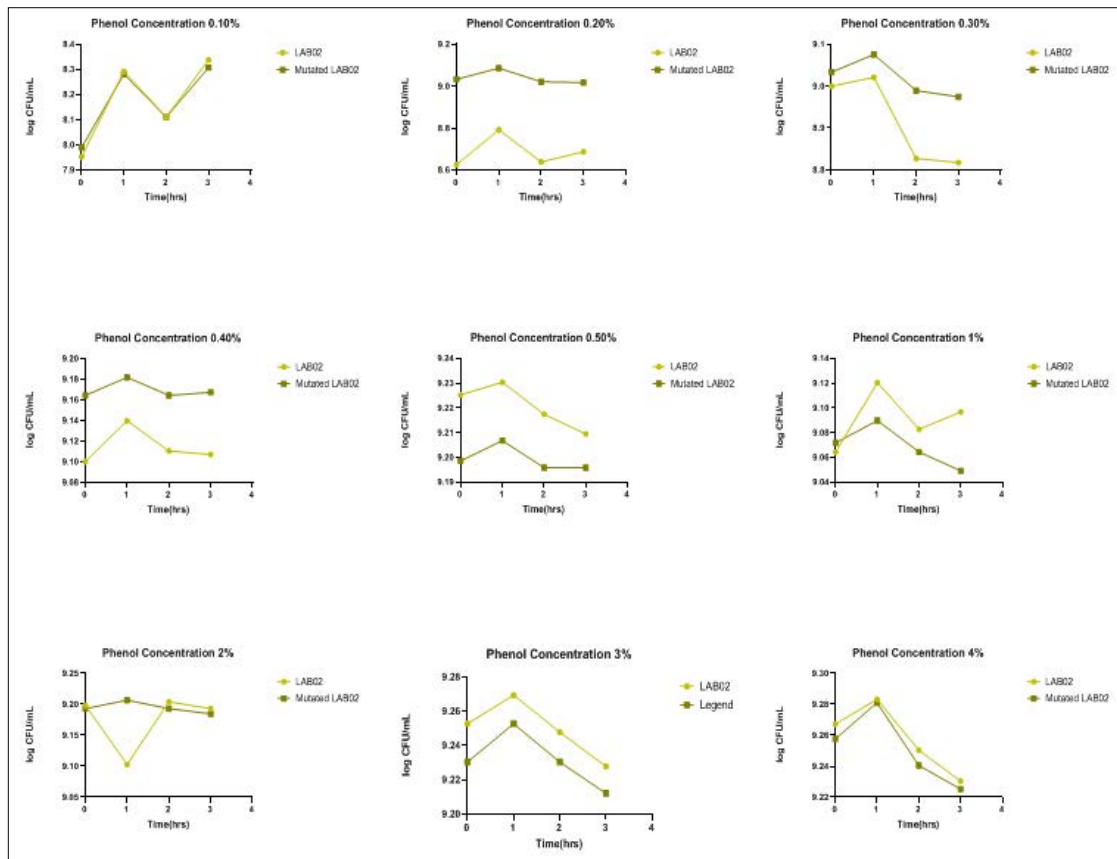 Phenol Concentration 0.10%
8.4
8.3
8.2
8.1
8.0
7.9
log CFU/mL
0 1 2 3 4
Time(hrs)
LAB02
Mutated LAB02
Phenol Concentration 0.20%
9.2
9.0
8.8
8.6
log CFU/mL
0 1 2 3 4
Time(hrs)
LAB02
Mutated LAB02
Phenol Concentration 0.30%
9.1
9.0
8.9
8.8
log CFU/mL
0 1 2 3 4
Time(hrs)
LAB02
Mutated LAB02
Phenol Concentration 0.40%
9.20
9.18
9.16
9.14
9.12
9.10
9.08
log CFU/mL
0 1 2 3 4
Time(hrs)
LAB02
Mutated LAB02
Phenol Concentration 0.50%
9.24
9.23
9.22
9.21
9.20
9.19
log CFU/mL
0 1 2 3 4
Time(hrs)
LAB02
Mutated LAB02
Phenol Concentration 1%
9.14
9.12
9.10
9.08
9.06
9.04
log CFU/mL
0 1 2 3 4
Time(hrs)
LAB02
Mutated LAB02
Phenol Concentration 2%
9.25
9.20
9.15
9.10
9.05
log CFU/mL
0 1 2 3 4
Time(hrs)
LAB02
Mutated LAB02
Phenol Concentration 3%
9.28
9.26
9.24
9.22
9.20
log CFU/mL
0 1 2 3 4
Time(hrs)
LAB02
Legend
Phenol Concentration 4%
9.30
9.28
9.26
9.24
9.22
log CFU/mL
0 1 2 3 4
Time(hrs)
LAB02
Mutated LAB02